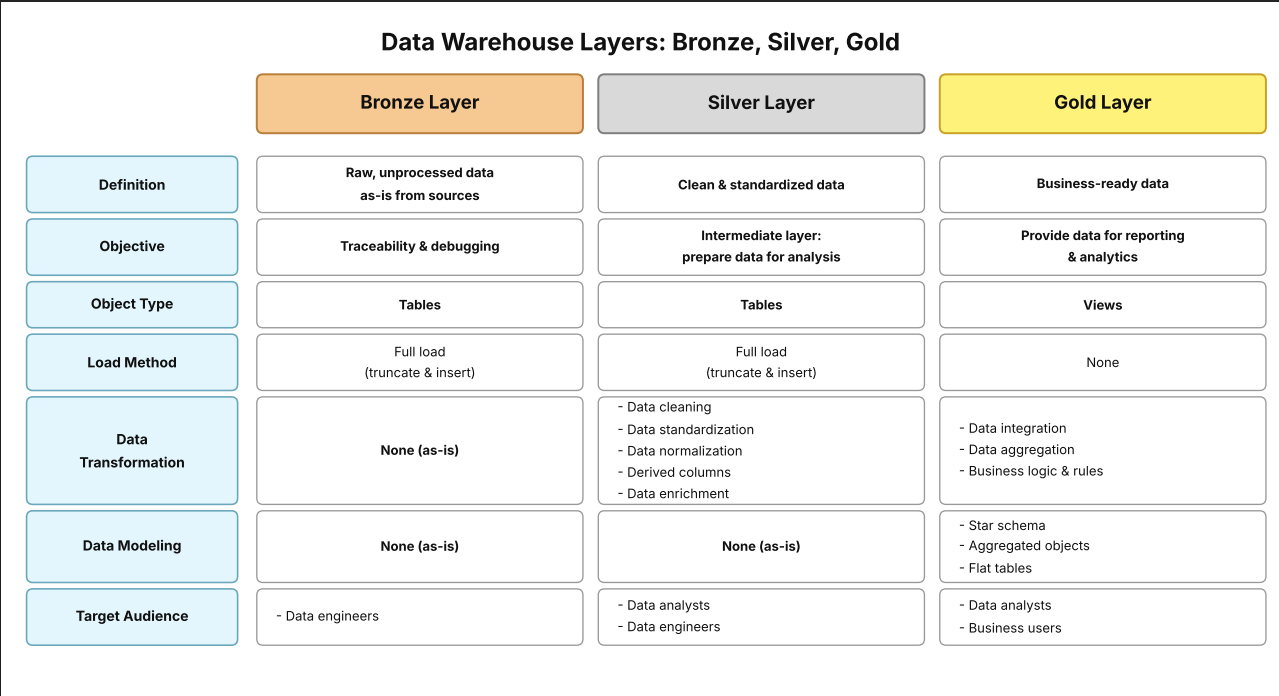 Data Warehouse Layers: Bronze, Silver, Gold
Bronze Layer
Silver Layer
Gold Layer
Definition
Raw, unprocessed data
as-is from sources
Clean & standardized data
Business-ready data
Objective
Traceability & debugging
Intermediate layer:
prepare data for analysis
Provide data for reporting
& analytics
Object Type
Tables
Tables
Views
Load Method
Full load
(truncate & insert)
Full load
(truncate & insert)
None
Data
Transformation
None (as-is)
- Data cleaning
- Data standardization
- Data normalization
- Derived columns
- Data enrichment
- Data integration
- Data aggregation
- Business logic & rules
Data Modeling
None (as-is)
None (as-is)
- Star schema
- Aggregated objects
- Flat tables
Target Audience
- Data engineers
- Data analysts
- Data engineers
- Data analysts
- Business users